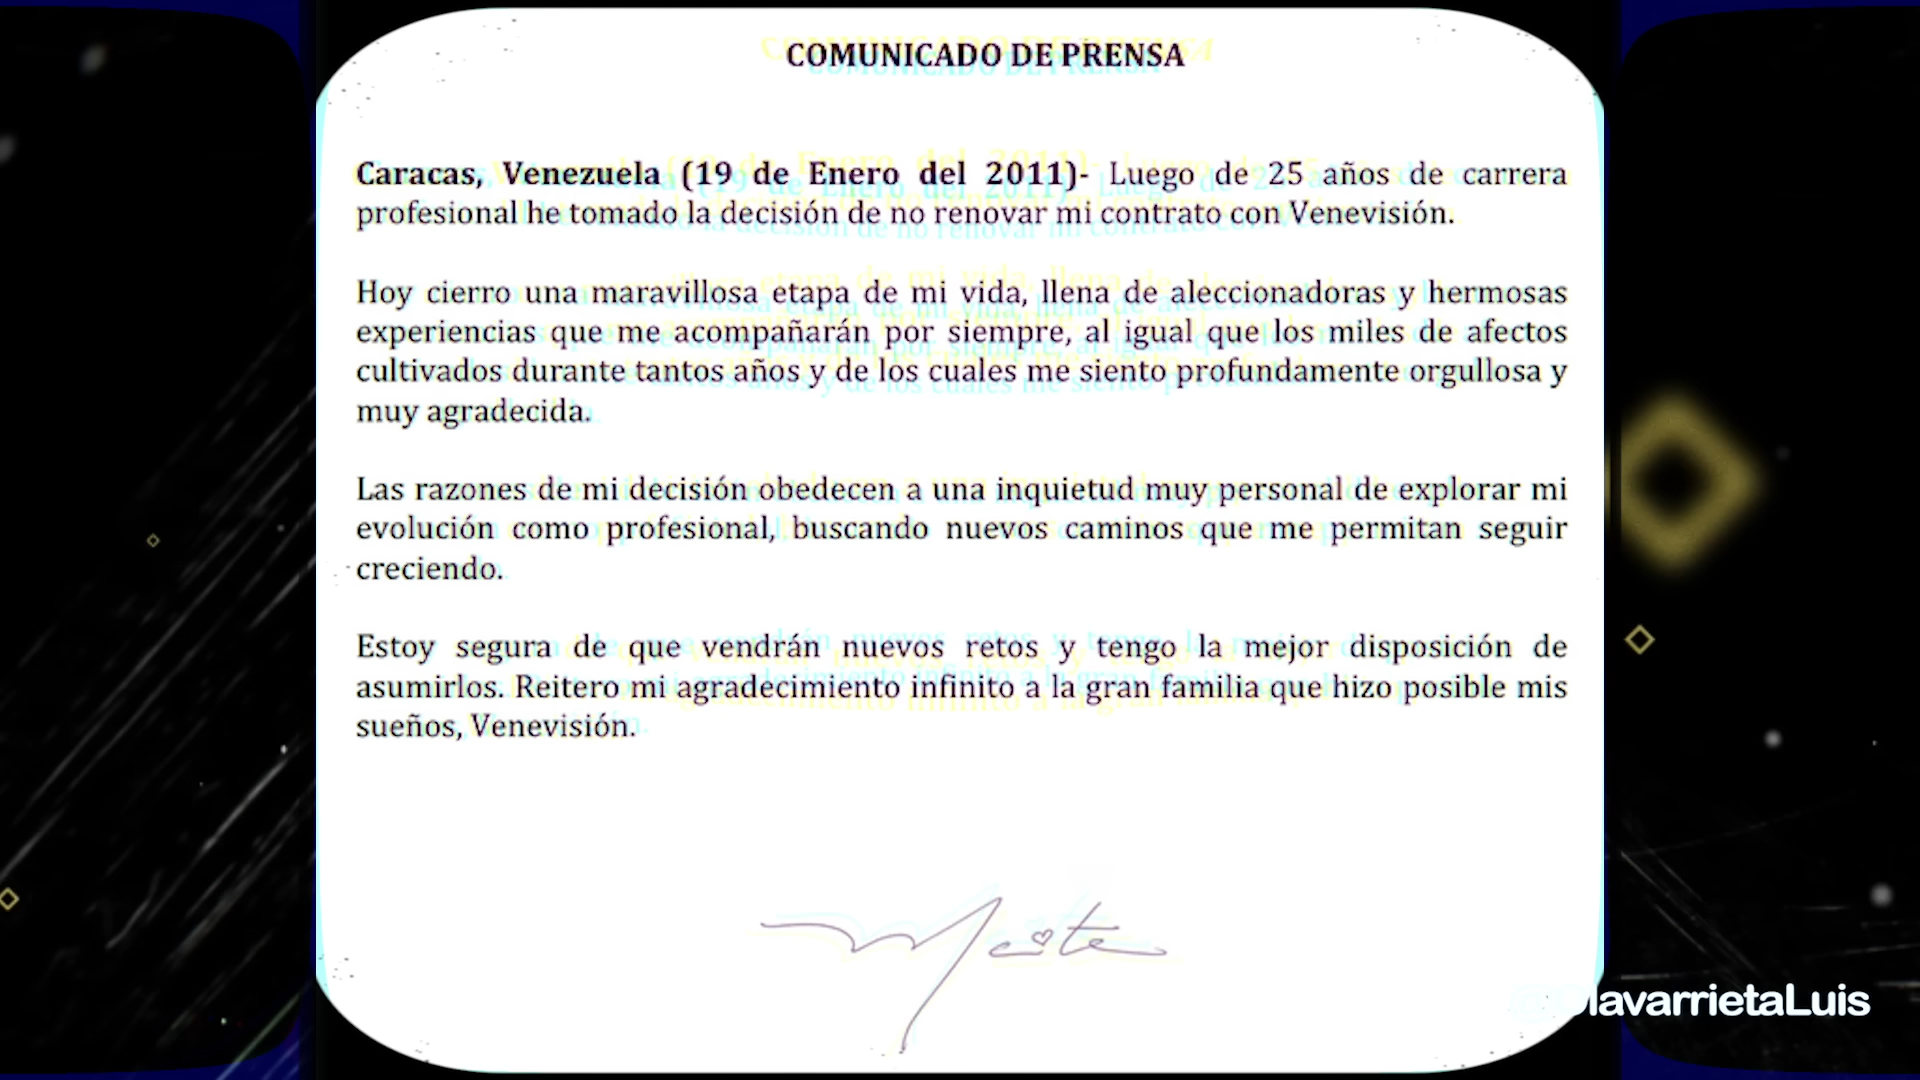 COMUNICADO DE PRENSA
Caracas, Venezuela (19 de Enero del 2011)- Luego de 25 años de carrera
profesional he tomado la decisión de no renovar mi contrato con Venevisión.
Hoy cierro una maravillosa etapa de mi vida, llena de aleccionadoras y hermosas
experiencias que me acompañarán por siempre, al igual que los miles de afectos
cultivados durante tantos años y de los cuales me siento profundamente orgullosa y
muy agradecida.
Las razones de mi decisión obedecen a una inquietud muy personal de explorar mi
evolución como profesional, buscando nuevos caminos que me permitan seguir
creciendo.
Estoy segura de que vendrán nuevos retos y tengo la mejor disposición de
asumirlos. Reitero mi agradecimiento infinito a la gran familia que hizo posible mis
sueños, Venevisión.
Maite
lavarrietaLuis